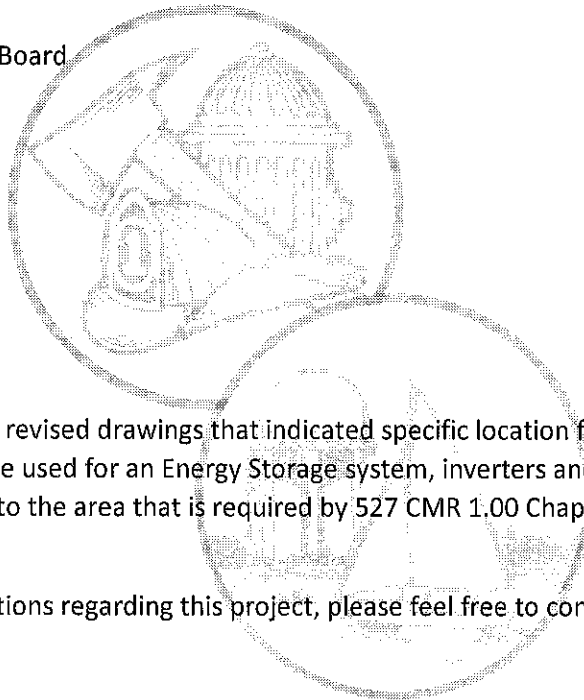 Board
revised drawings that indicated specific location f
e used for an Energy Storage system, inverters an
to the area that is required by 527 CMR 1.00 Chap
tions regarding this project, please feel free to con